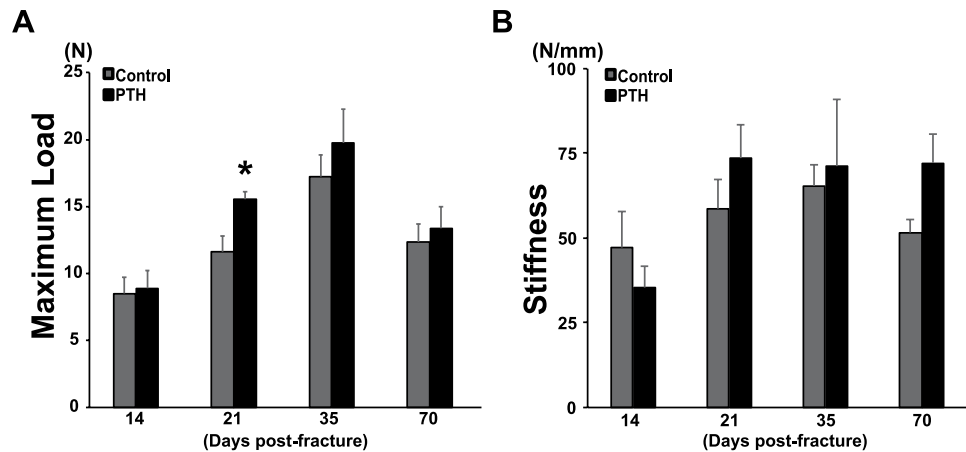 A
(N)
25
20
15
10
5
0
Maximum Load
Control
PTH
*
14 21 35 70
(Days post-fracture)
B
(N/mm)
100
75
50
25
0
Stiffness
Control
PTH
14 21 35 70
(Days post-fracture)